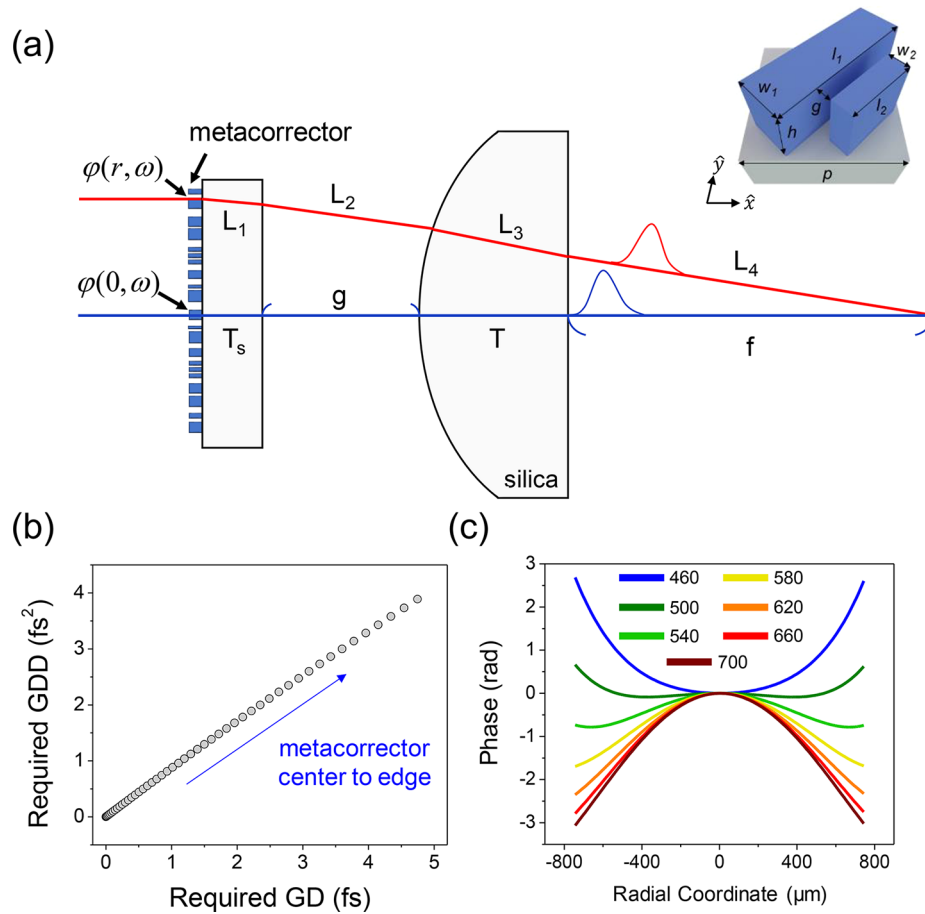 (a)
metacorrector
φ(r, ω)
φ(0, ω)
L₁
L₂
L₃
L₄
Tₛ
g
T
f
silica
w₁
l₁
w₂
g
l₂
h
p
ŷ
x̂
(b)
Required GDD (fs²)
4
3
2
1
0
0 1 2 3 4 5
Required GD (fs)
metacorrector
center to edge
(c)
Phase (rad)
3
2
1
0
-1
-2
-3
460 580
500 620
540 660
700
-800 -400 0 400 800
Radial Coordinate (µm)